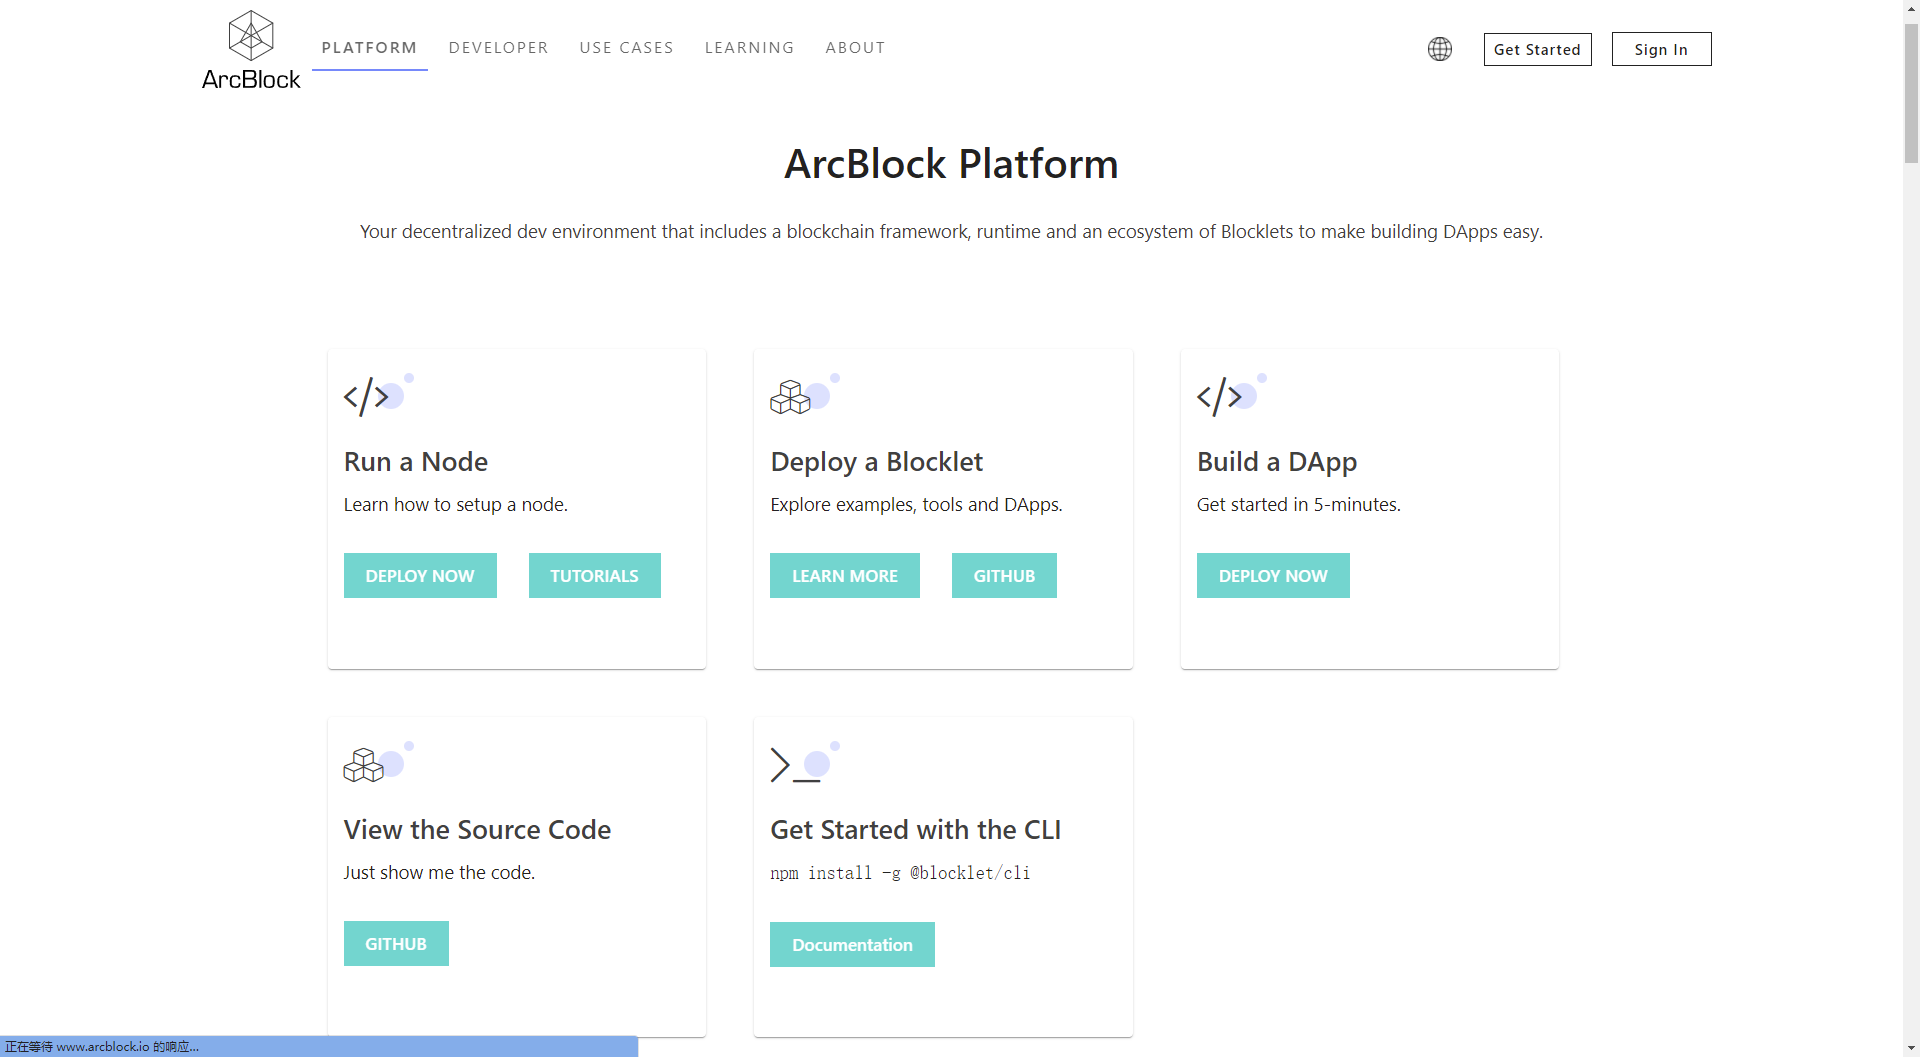 ArcBlock
PLATFORM
DEVELOPER
USE CASES
LEARNING
ABOUT
Get Started
Sign In
ArcBlock Platform
Your decentralized dev environment that includes a blockchain framework, runtime and an ecosystem of Blocklets to make building DApps easy.
Run a Node
Learn how to setup a node.
DEPLOY NOW
TUTORIALS
Deploy a Blocklet
Explore examples, tools and DApps.
LEARN MORE
GITHUB
Build a DApp
Get started in 5-minutes.
DEPLOY NOW
View the Source Code
Just show me the code.
GITHUB
Get Started with the CLI
npm install -g @blocklet/cli
Documentation
正在等待 www.arcblock.io 的响应...